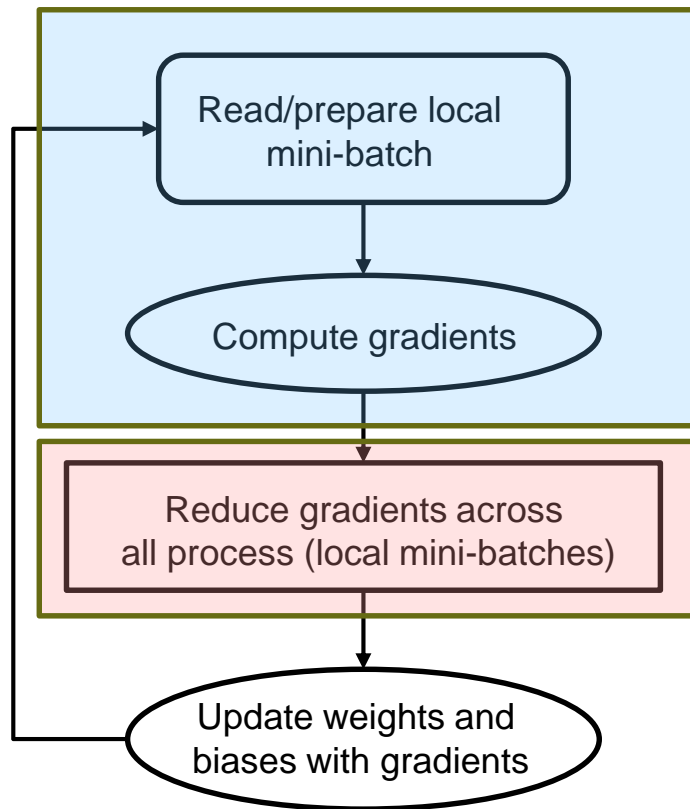 Read/prepare local
mini-batch
Compute gradients
Reduce gradients across
all process (local mini-batches)
Update weights and
biases with gradients